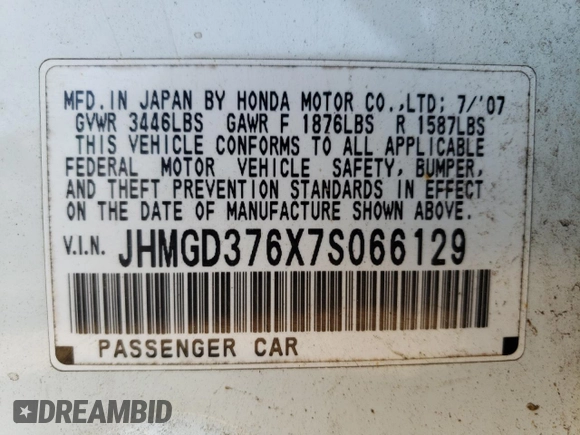 MFD. IN JAPAN BY HONDA MOTOR CO.,LTD; 7/'07
GVWR 3446LBS GAWR F 1876LBS R 1587LBS
THIS VEHICLE CONFORMS TO ALL APPLICABLE
FEDERAL MOTOR VEHICLE SAFETY, BUMPER,
AND THEFT PREVENTION STANDARDS IN EFFECT
ON THE DATE OF MANUFACTURE SHOWN ABOVE.
V.I.N. JHMGD376X7S066129
PASSENGER CAR
DREAMBID